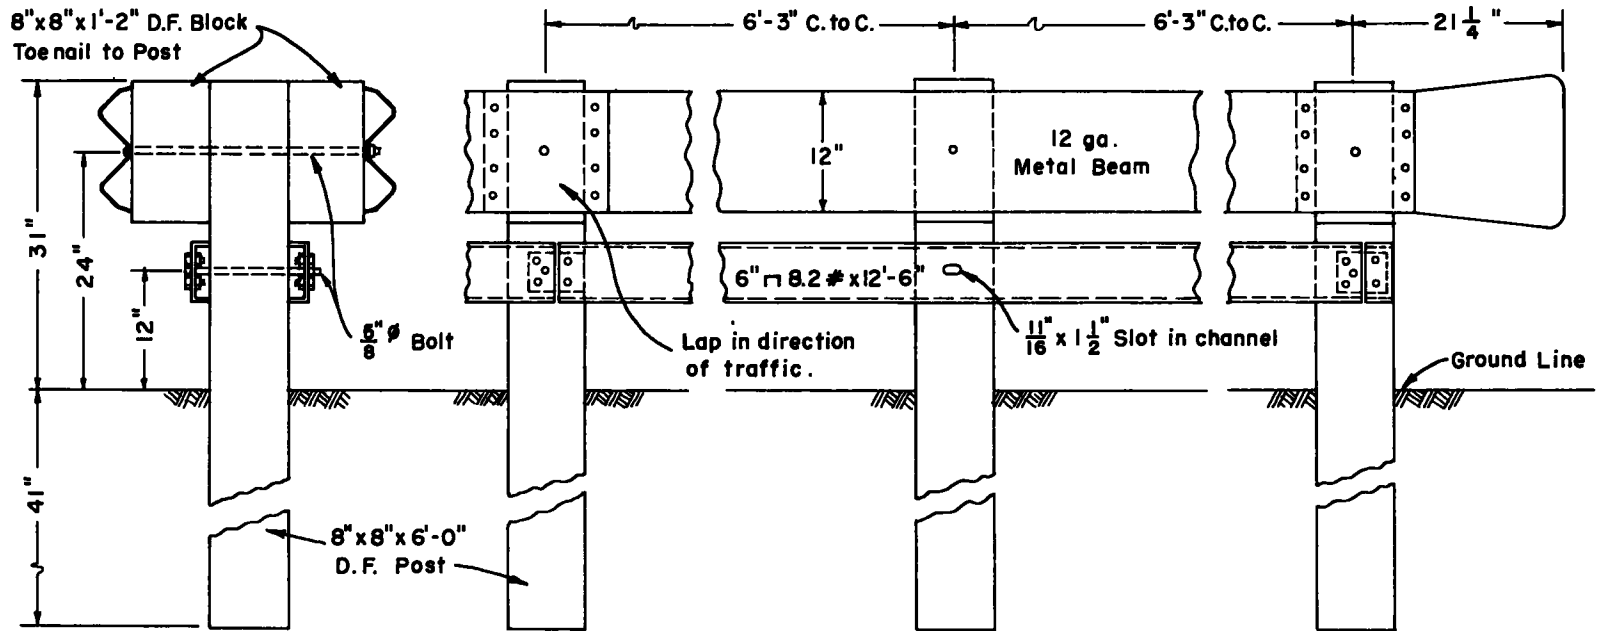 8"x8"x1'-2" D.F. Block
Toenail to Post
6'-3" C. to C.
6'-3" C. to C.
21 1/4"
31"
24"
12"
12"
12 ga.
Metal Beam
6" ⊓ 8.2 # x 12'-6"
5/8" ø Bolt
Lap in direction
of traffic.
11/16" x 1 1/2" Slot in channel
Ground Line
41"
8"x8"x6'-0"
D.F. Post